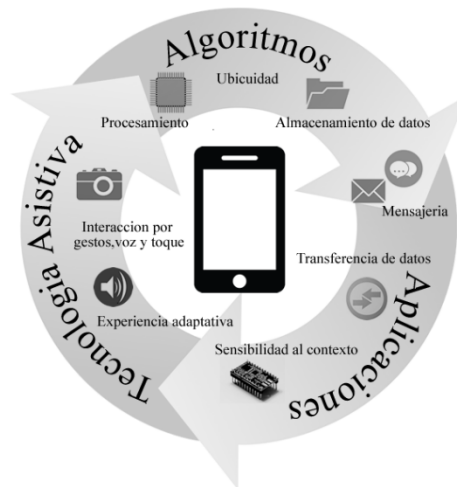 Algoritmos
Ubicuidad
Procesamiento
Almacenamiento de datos
Mensajeria
Interaccion por
gestos,voz y toque
Transferencia de datos
Experiencia adaptativa
Sensibilidad al contexto
Tecnologia Asistiva
Aplicaciones